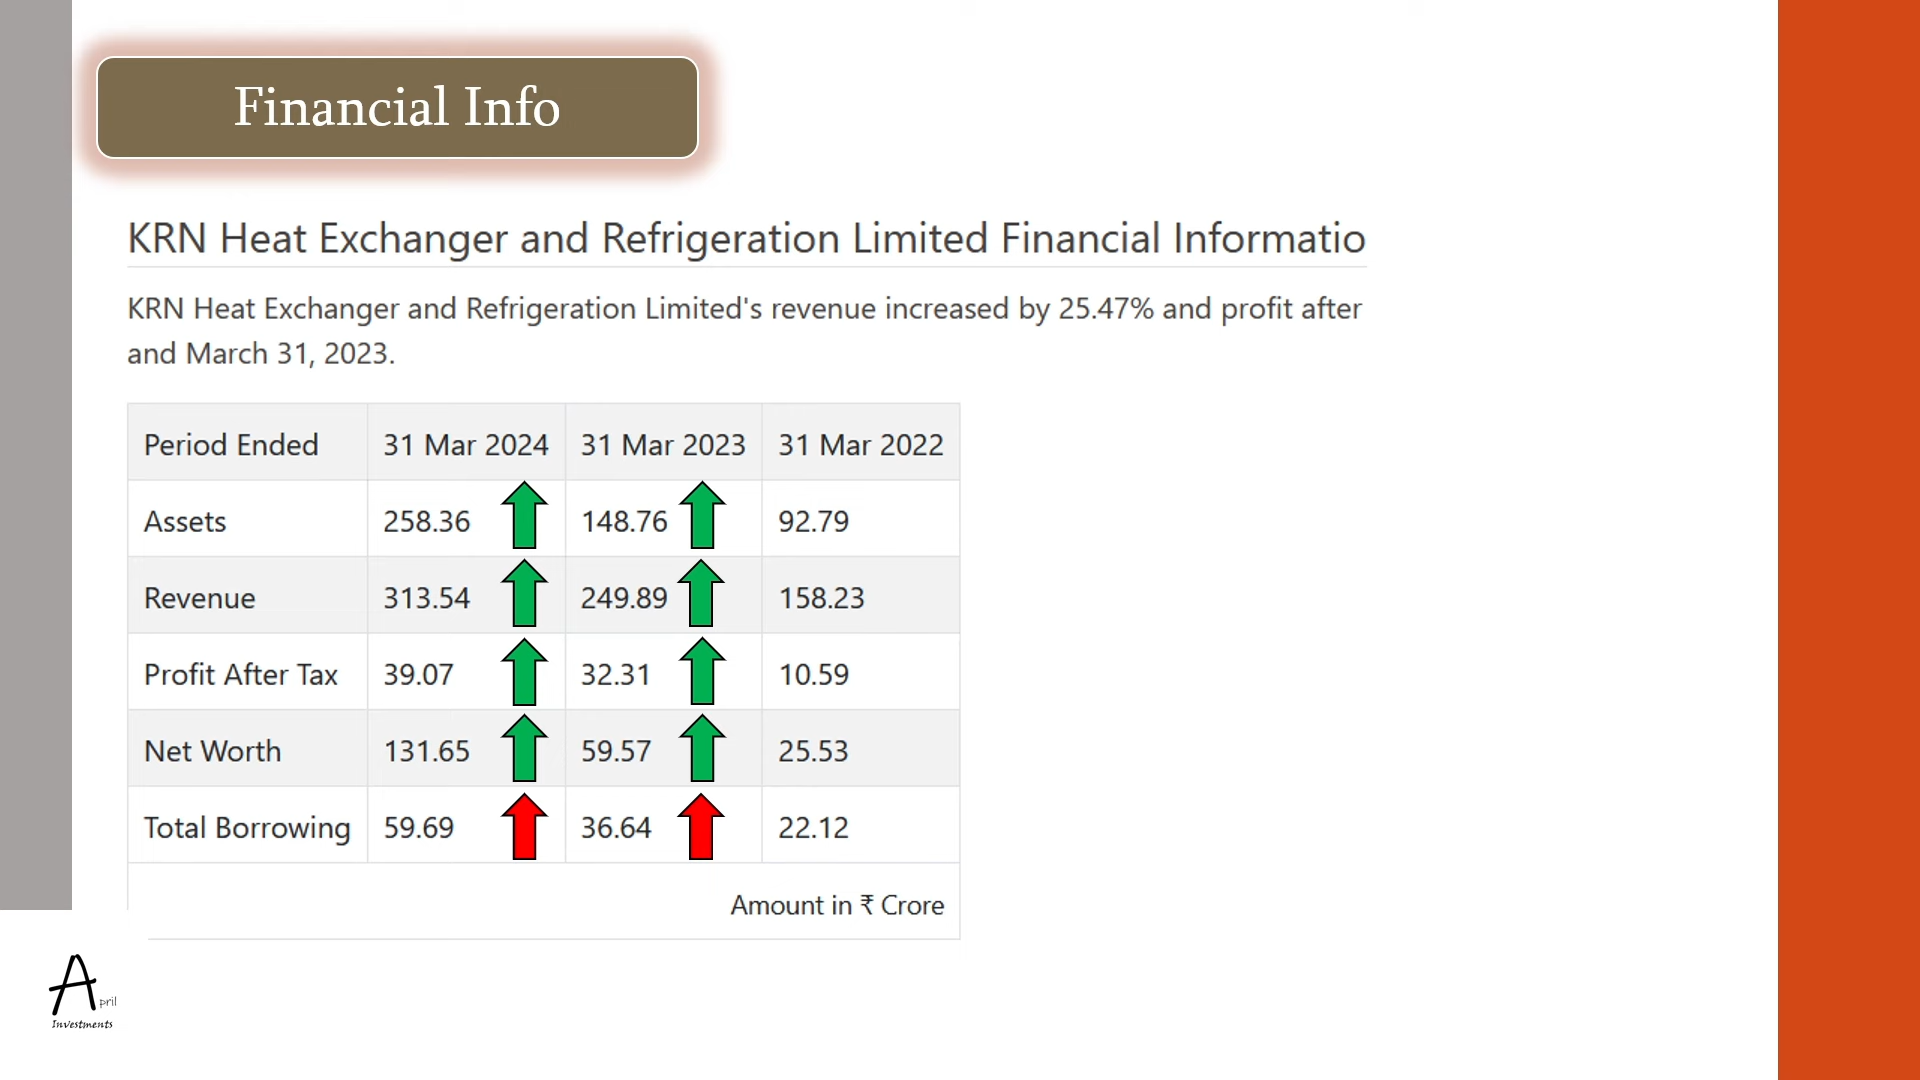 Financial Info
KRN Heat Exchanger and Refrigeration Limited Financial Informatio
KRN Heat Exchanger and Refrigeration Limited's revenue increased by 25.47% and profit after
and March 31, 2023.
Period Ended 31 Mar 2024 31 Mar 2023 31 Mar 2022
Assets 258.36 148.76 92.79
Revenue 313.54 249.89 158.23
Profit After Tax 39.07 32.31 10.59
Net Worth 131.65 59.57 25.53
Total Borrowing 59.69 36.64 22.12
Amount in ₹ Crore
April
Investments